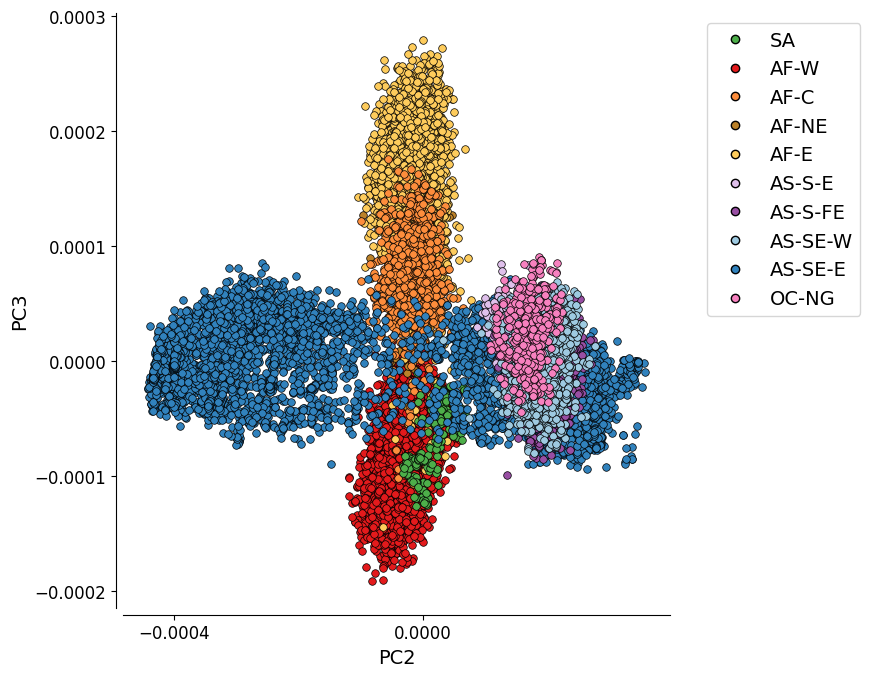 0.0003
0.0002
0.0001
0.0000
−0.0001
−0.0002
PC3
−0.0004
0.0000
PC2
SA
AF-W
AF-C
AF-NE
AF-E
AS-S-E
AS-S-FE
AS-SE-W
AS-SE-E
OC-NG